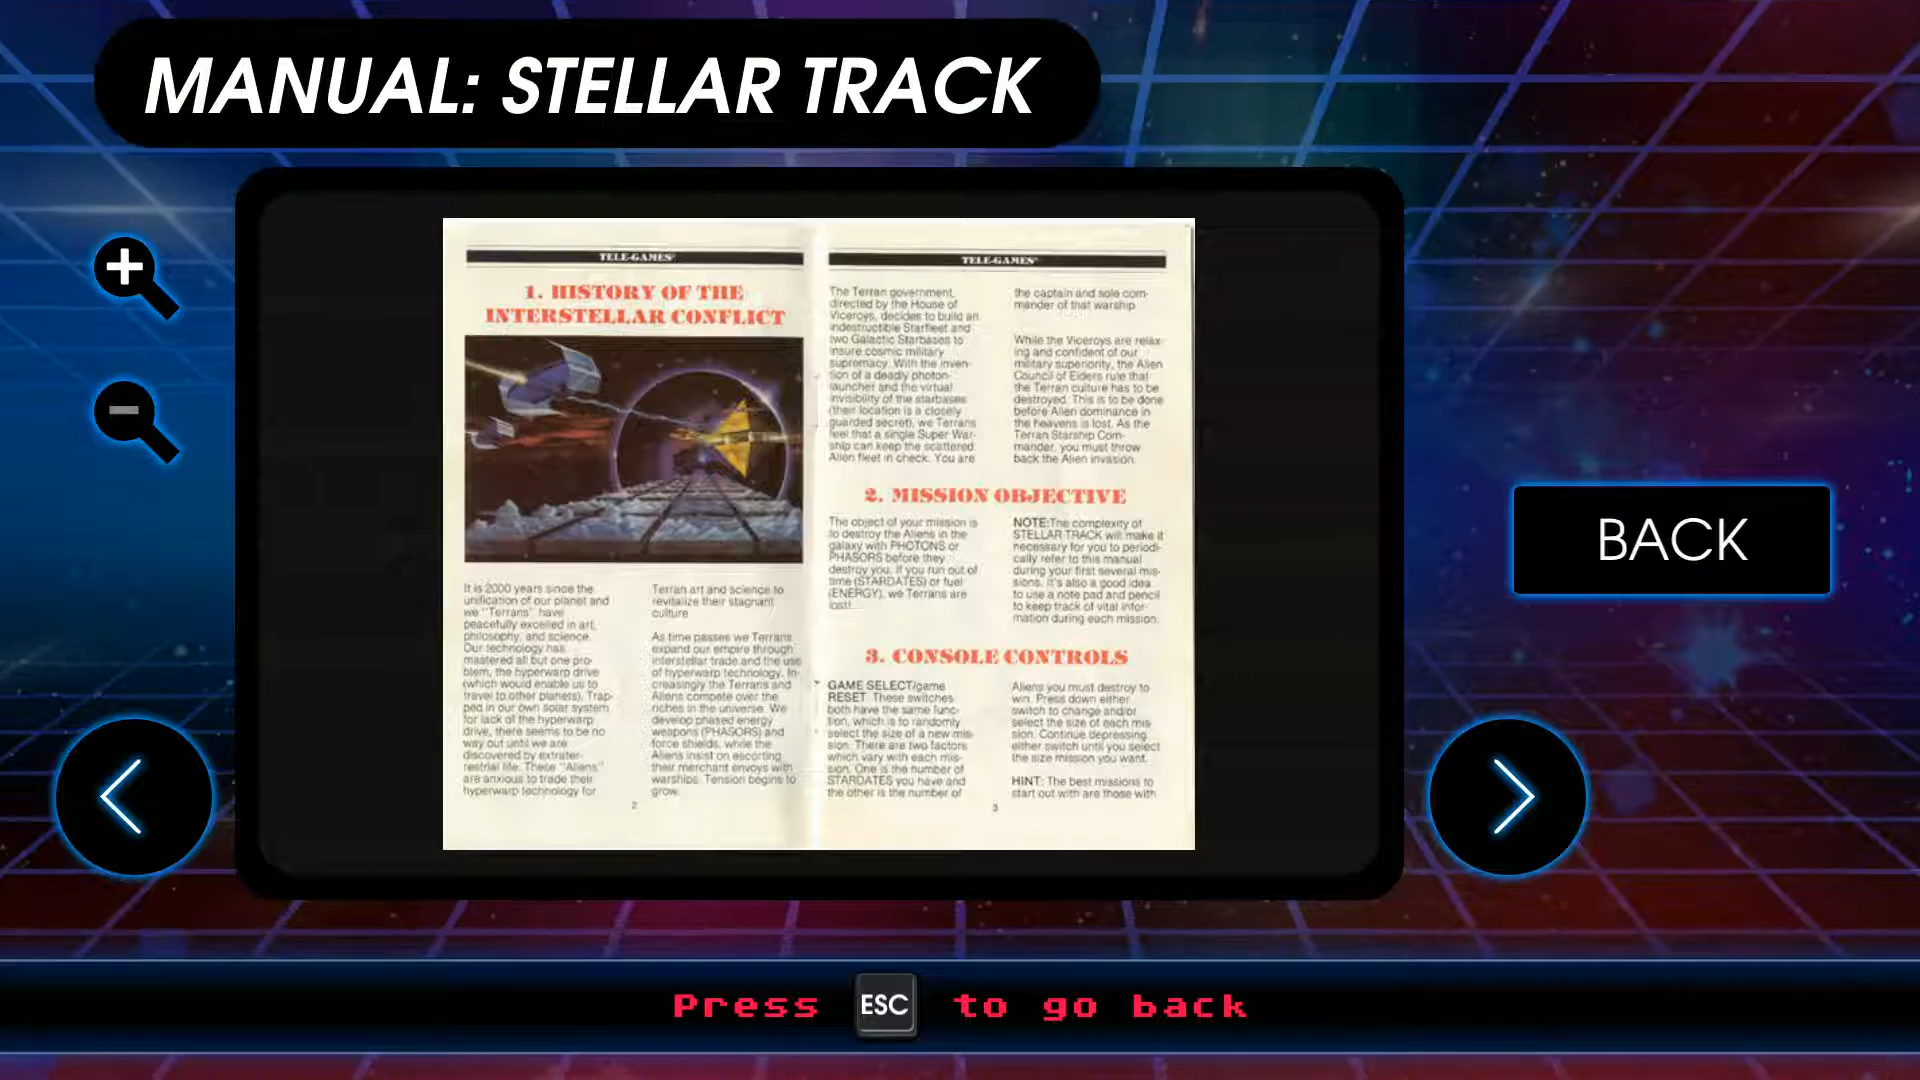 MANUAL: STELLAR TRACK
TELE-GAMES®
1. HISTORY OF THE
INTERSTELLAR CONFLICT
It is 2000 years since the
unification of our planet and
we "Terrans" have
peacefully excelled in art,
philosophy, and science.
Our technology has
mastered all but one pro-
blem, the hyperwarp drive
(which would enable us to
travel to other planets). Trap-
ped in our own solar system
for lack of the hyperwarp
drive, there seems to be no
way out until we are
discovered by extrater-
restrial life. These "Aliens"
are anxious to trade their
hyperwarp technology for
Terran art and science to
revitalize their stagnant
culture
As time passes we Terrans
expand our empire through
interstellar trade and the use
of hyperwarp technology. In-
creasingly the Terrans and
Aliens compete over the
riches in the universe. We
develop phased energy
weapons (PHASORS) and
force shields, while the
Aliens insist on escorting
their merchant envoys with
warships. Tension begins to
grow.
2
TELE-GAMES®
The Terran government,
directed by the House of
Viceroys, decides to build an
indestructible Starfleet and
two Galactic Starbases to
insure cosmic military
supremacy. With the inven-
tion of a deadly photon-
launcher and the virtual
invisibility of the starbases
(their location is a closely
guarded secret), we Terrans
feel that a single Super War-
ship can keep the scattered
Alien fleet in check. You are
the captain and sole com-
mander of that warship
While the Viceroys are relax-
ing and confident of our
military superiority, the Alien
Council of Elders rule that
the Terran culture has to be
destroyed. This is to be done
before Alien dominance in
the heavens is lost. As the
Terran Starship Com-
mander, you must throw
back the Alien invasion.
2. MISSION OBJECTIVE
The object of your mission is
to destroy the Aliens in the
galaxy with PHOTONS or
PHASORS before they
destroy you. If you run out of
time (STARDATES) or fuel
(ENERGY), we Terrans are
lost!
NOTE: The complexity of
STELLAR TRACK will make it
necessary for you to periodi-
cally refer to this manual
during your first several mis-
sions. It's also a good idea
to use a note pad and pencil
to keep track of vital infor-
mation during each mission.
3. CONSOLE CONTROLS
GAME SELECT/game
RESET These switches
both have the same func-
tion, which is to randomly
select the size of a new mis-
sion. There are two factors
which vary with each mis-
sion. One is the number of
STARDATES you have and
the other is the number of
Aliens you must destroy to
win. Press down either
switch to change and/or
select the size of each mis-
sion. Continue depressing
either switch until you select
the size mission you want.
HINT: The best missions to
start out with are those with
3
BACK
Press ESC to go back